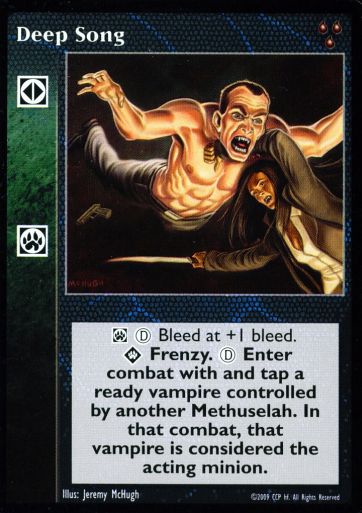 Deep Song
McHUGH
Ⓓ Bleed at +1 bleed.
Frenzy. Ⓓ Enter
combat with and tap a
ready vampire controlled
by another Methuselah. In
that combat, that
vampire is considered the
acting minion.
Illus: Jeremy McHugh
©2009 CCP hf. All Rights Reserved